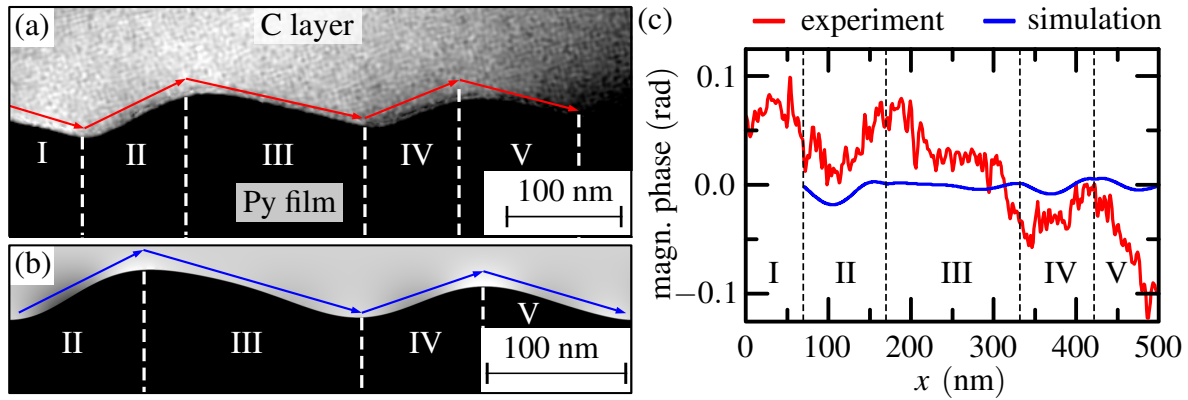 (a)
C layer
I
II
III
IV
V
Py film
100 nm
(b)
II
III
IV
V
100 nm
(c)
experiment
simulation
magn. phase (rad)
0.1
0.0
−0.1
I
II
III
IV
V
0
100
200
300
400
500
x (nm)